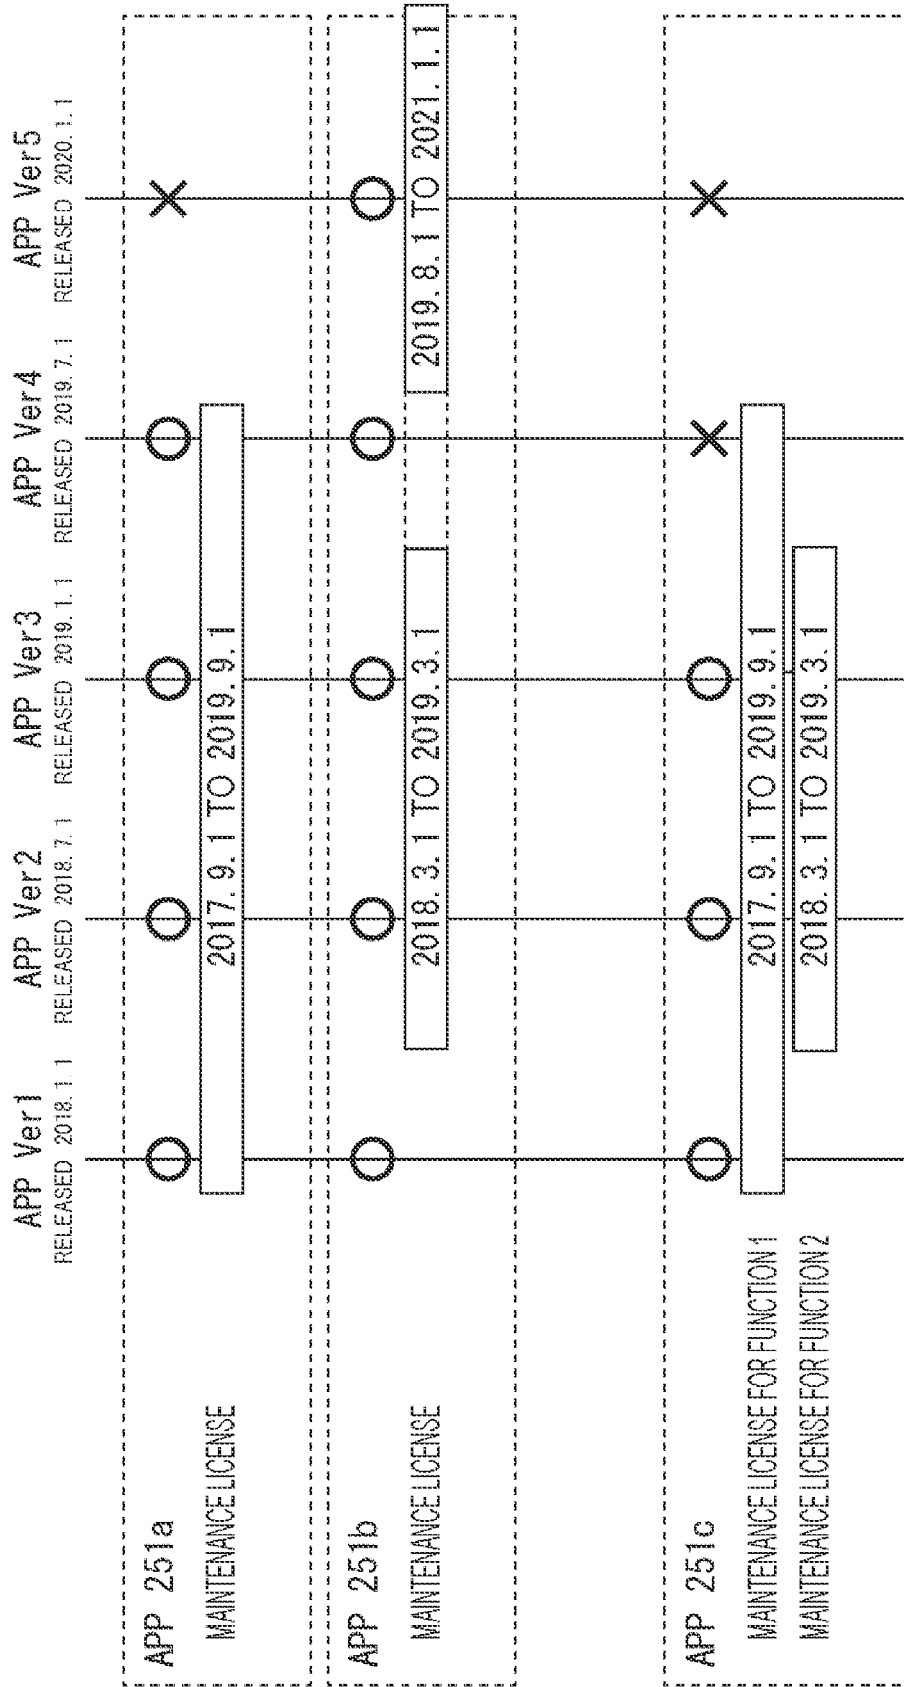 APP Ver1
RELEASED 2018. 1. 1
APP Ver2
RELEASED 2018. 7. 1
APP Ver3
RELEASED 2019. 1. 1
APP Ver4
RELEASED 2019. 7. 1
APP Ver5
RELEASED 2020. 1. 1
APP 251a
MAINTENANCE LICENSE
2017. 9. 1 TO 2019. 9. 1
APP 251b
MAINTENANCE LICENSE
2018. 3. 1 TO 2019. 3. 1
2019. 8. 1 TO 2021. 1. 1
APP 251c
MAINTENANCE LICENSE FOR FUNCTION 1
2017. 9. 1 TO 2019. 9. 1
MAINTENANCE LICENSE FOR FUNCTION 2
2018. 3. 1 TO 2019. 3. 1